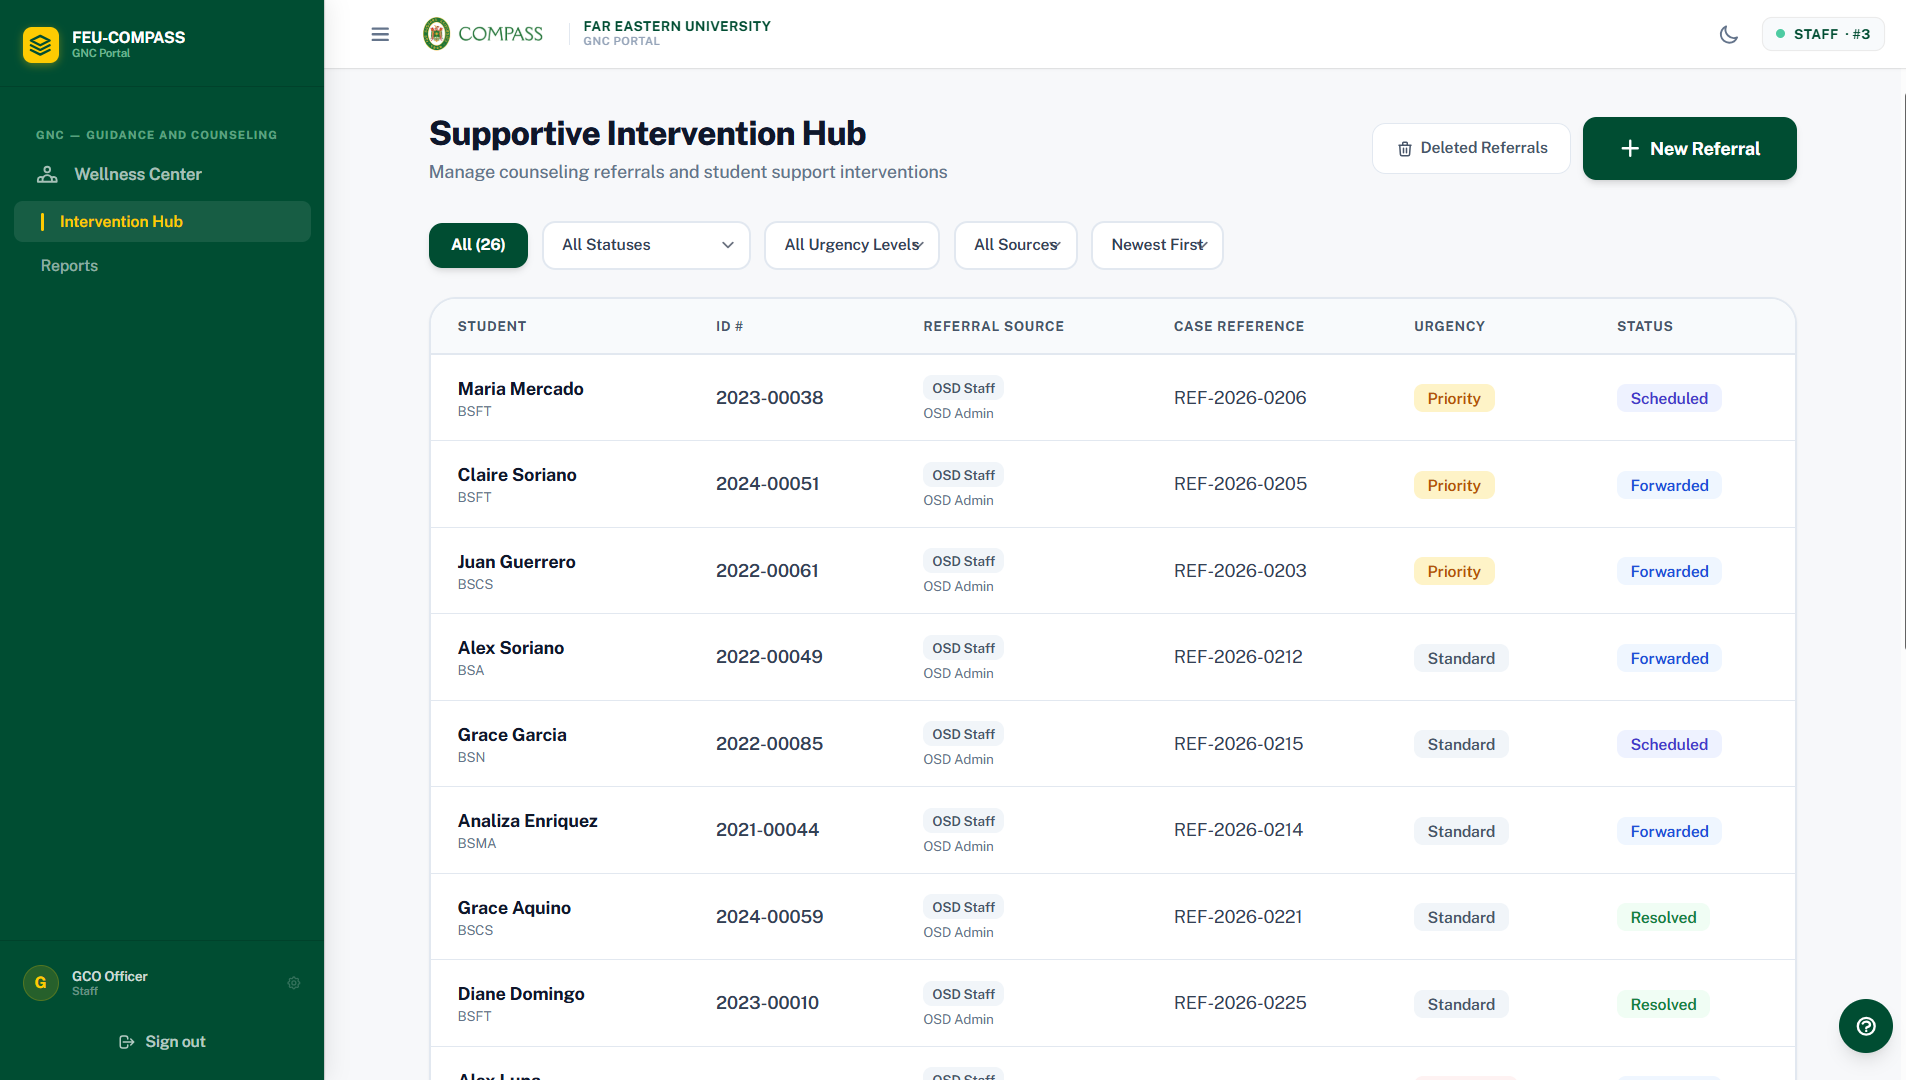 FEU-COMPASS
GNC Portal
GNC — GUIDANCE AND COUNSELING
Wellness Center
Intervention Hub
Reports
G
GCO Officer
Staff
Sign out
COMPASS
FAR EASTERN UNIVERSITY
GNC PORTAL
STAFF · #3
Supportive Intervention Hub
Manage counseling referrals and student support interventions
Deleted Referrals
New Referral
All (26)
All Statuses
All Urgency Levels
All Sources
Newest First
STUDENT ID # REFERRAL SOURCE CASE REFERENCE URGENCY STATUS
Maria Mercado
BSFT
2023-00038
OSD Staff
OSD Admin
REF-2026-0206
Priority
Scheduled
Claire Soriano
BSFT
2024-00051
OSD Staff
OSD Admin
REF-2026-0205
Priority
Forwarded
Juan Guerrero
BSCS
2022-00061
OSD Staff
OSD Admin
REF-2026-0203
Priority
Forwarded
Alex Soriano
BSA
2022-00049
OSD Staff
OSD Admin
REF-2026-0212
Standard
Forwarded
Grace Garcia
BSN
2022-00085
OSD Staff
OSD Admin
REF-2026-0215
Standard
Scheduled
Analiza Enriquez
BSMA
2021-00044
OSD Staff
OSD Admin
REF-2026-0214
Standard
Forwarded
Grace Aquino
BSCS
2024-00059
OSD Staff
OSD Admin
REF-2026-0221
Standard
Resolved
Diane Domingo
BSFT
2023-00010
OSD Staff
OSD Admin
REF-2026-0225
Standard
Resolved
OSD Staff